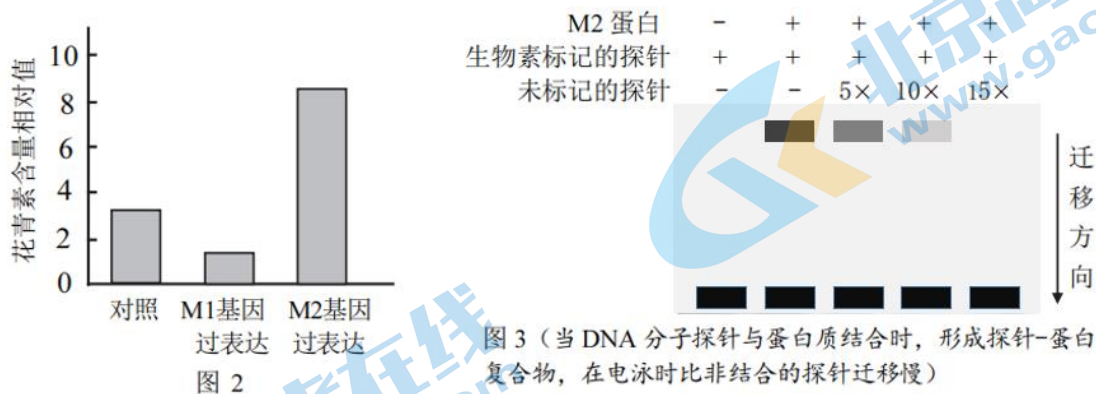 花青素含量相对值
10
8
6
4
2
0
对照 M1基因过表达 M2基因过表达
图 2
M2 蛋白 - + + + +
生物素标记的探针 + + + + +
未标记的探针 - - 5× 10× 15×
迁移方向
图 3（当 DNA 分子探针与蛋白质结合时，形成探针-蛋白
复合物，在电泳时比非结合的探针迁移慢）
www.gao